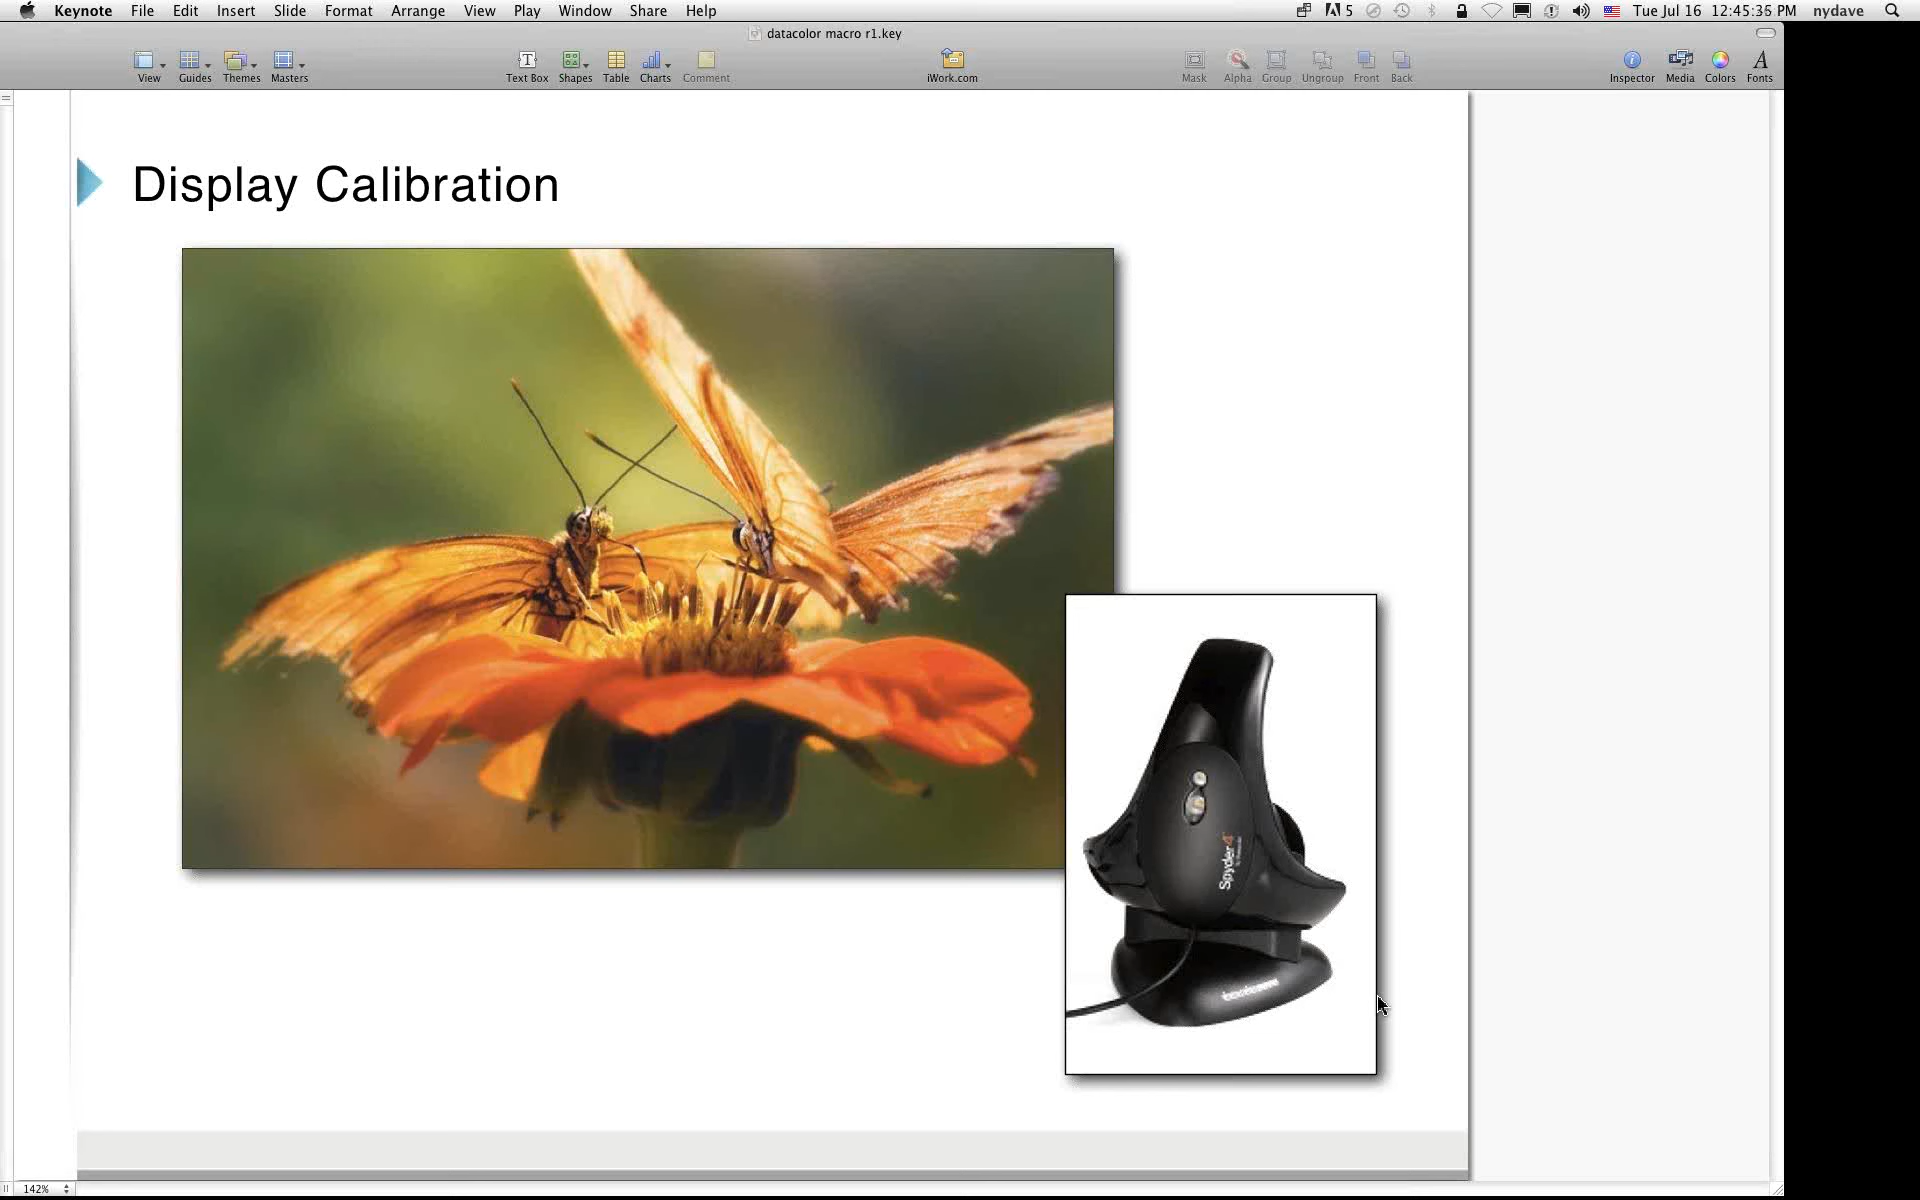 Keynote File Edit Insert Slide Format Arrange View Play Window Share Help 5 Tue Jul 16 12:45:35 PM nydave
datacolor macro r1.key
View Guides Themes Masters Text Box Shapes Table Charts Comment iWork.com Mask Alpha Group Ungroup Front Back Inspector Media Colors Fonts
Display Calibration
Spyder4
142%